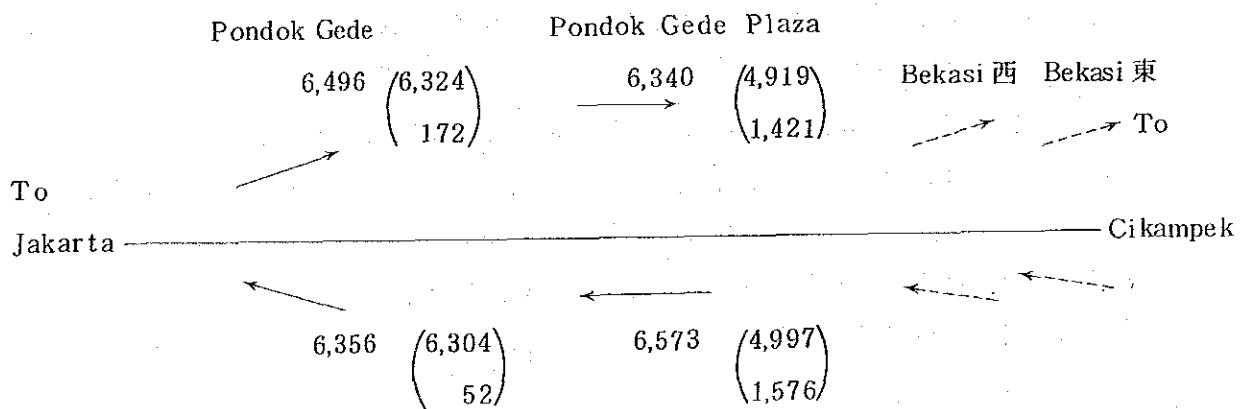 Pondok Gede Pondok Gede Plaza
6,496 (6,324 6,340 (4,919 Bekasi 西 Bekasi 東
172) 1,421) To
To
Jakarta Cikampek
6,356 (6,304 6,573 (4,997
52) 1,576)